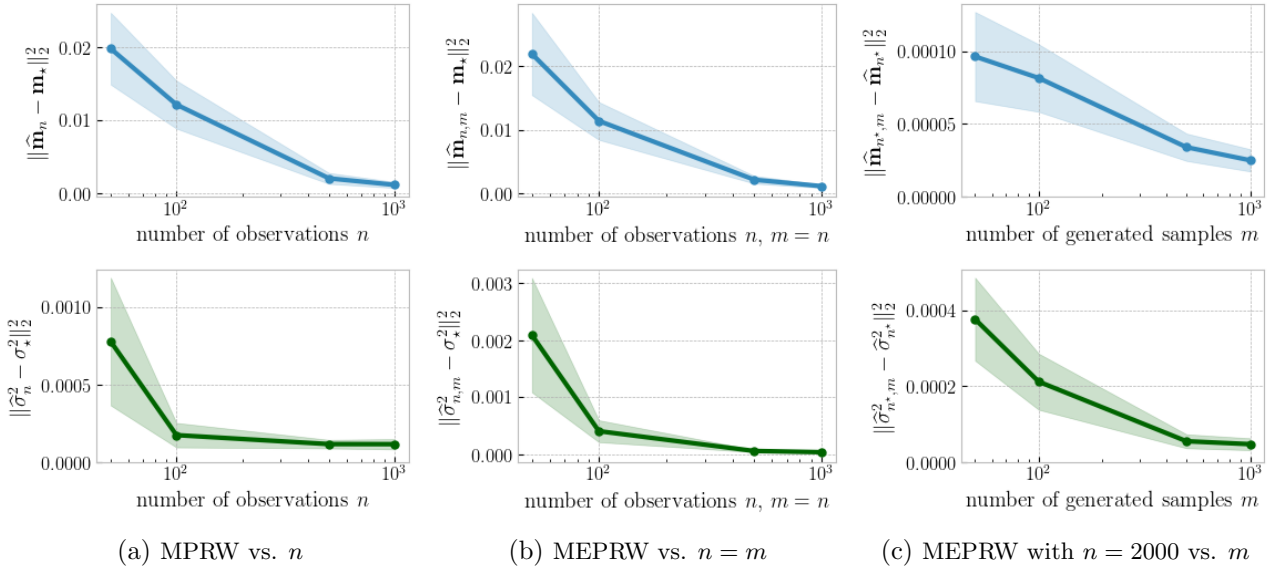 0.02
0.01
0.00
10²
10³
‖m̂ₙ − m⋆‖₂²
number of observations n
0.02
0.01
0.00
10²
10³
‖m̂ₙ,ₘ − m⋆‖₂²
number of observations n, m = n
0.00010
0.00005
0.00000
10²
10³
‖m̂ₙ⋆,ₘ − m̂ₙ⋆‖₂²
number of generated samples m
0.0010
0.0005
0.0000
10²
10³
‖σ̂ₙ² − σ⋆²‖₂²
number of observations n
0.003
0.002
0.001
0.000
10²
10³
‖σ̂²ₙ,ₘ − σ⋆²‖₂²
number of observations n, m = n
0.0004
0.0002
0.0000
10²
10³
‖σ̂²ₙ⋆,ₘ − σ̂²ₙ⋆‖₂²
number of generated samples m
(a) MPRW vs. n
(b) MEPRW vs. n = m
(c) MEPRW with n = 2000 vs. m